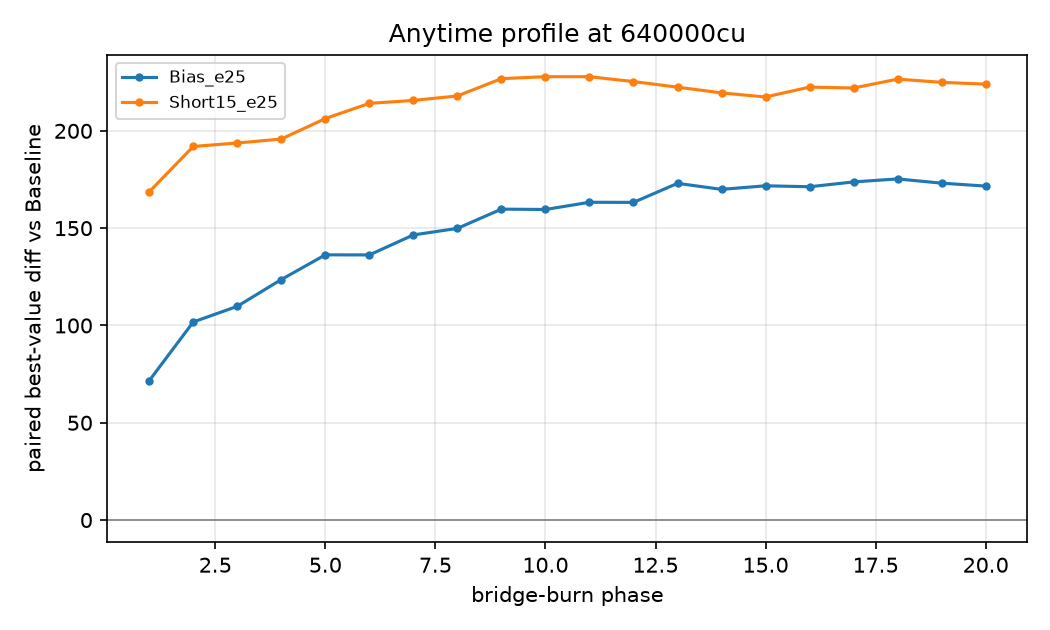 Anytime profile at 640000cu
Bias_e25
Short15_e25
paired best-value diff vs Baseline
200
150
100
50
0
2.5 5.0 7.5 10.0 12.5 15.0 17.5 20.0
bridge-burn phase